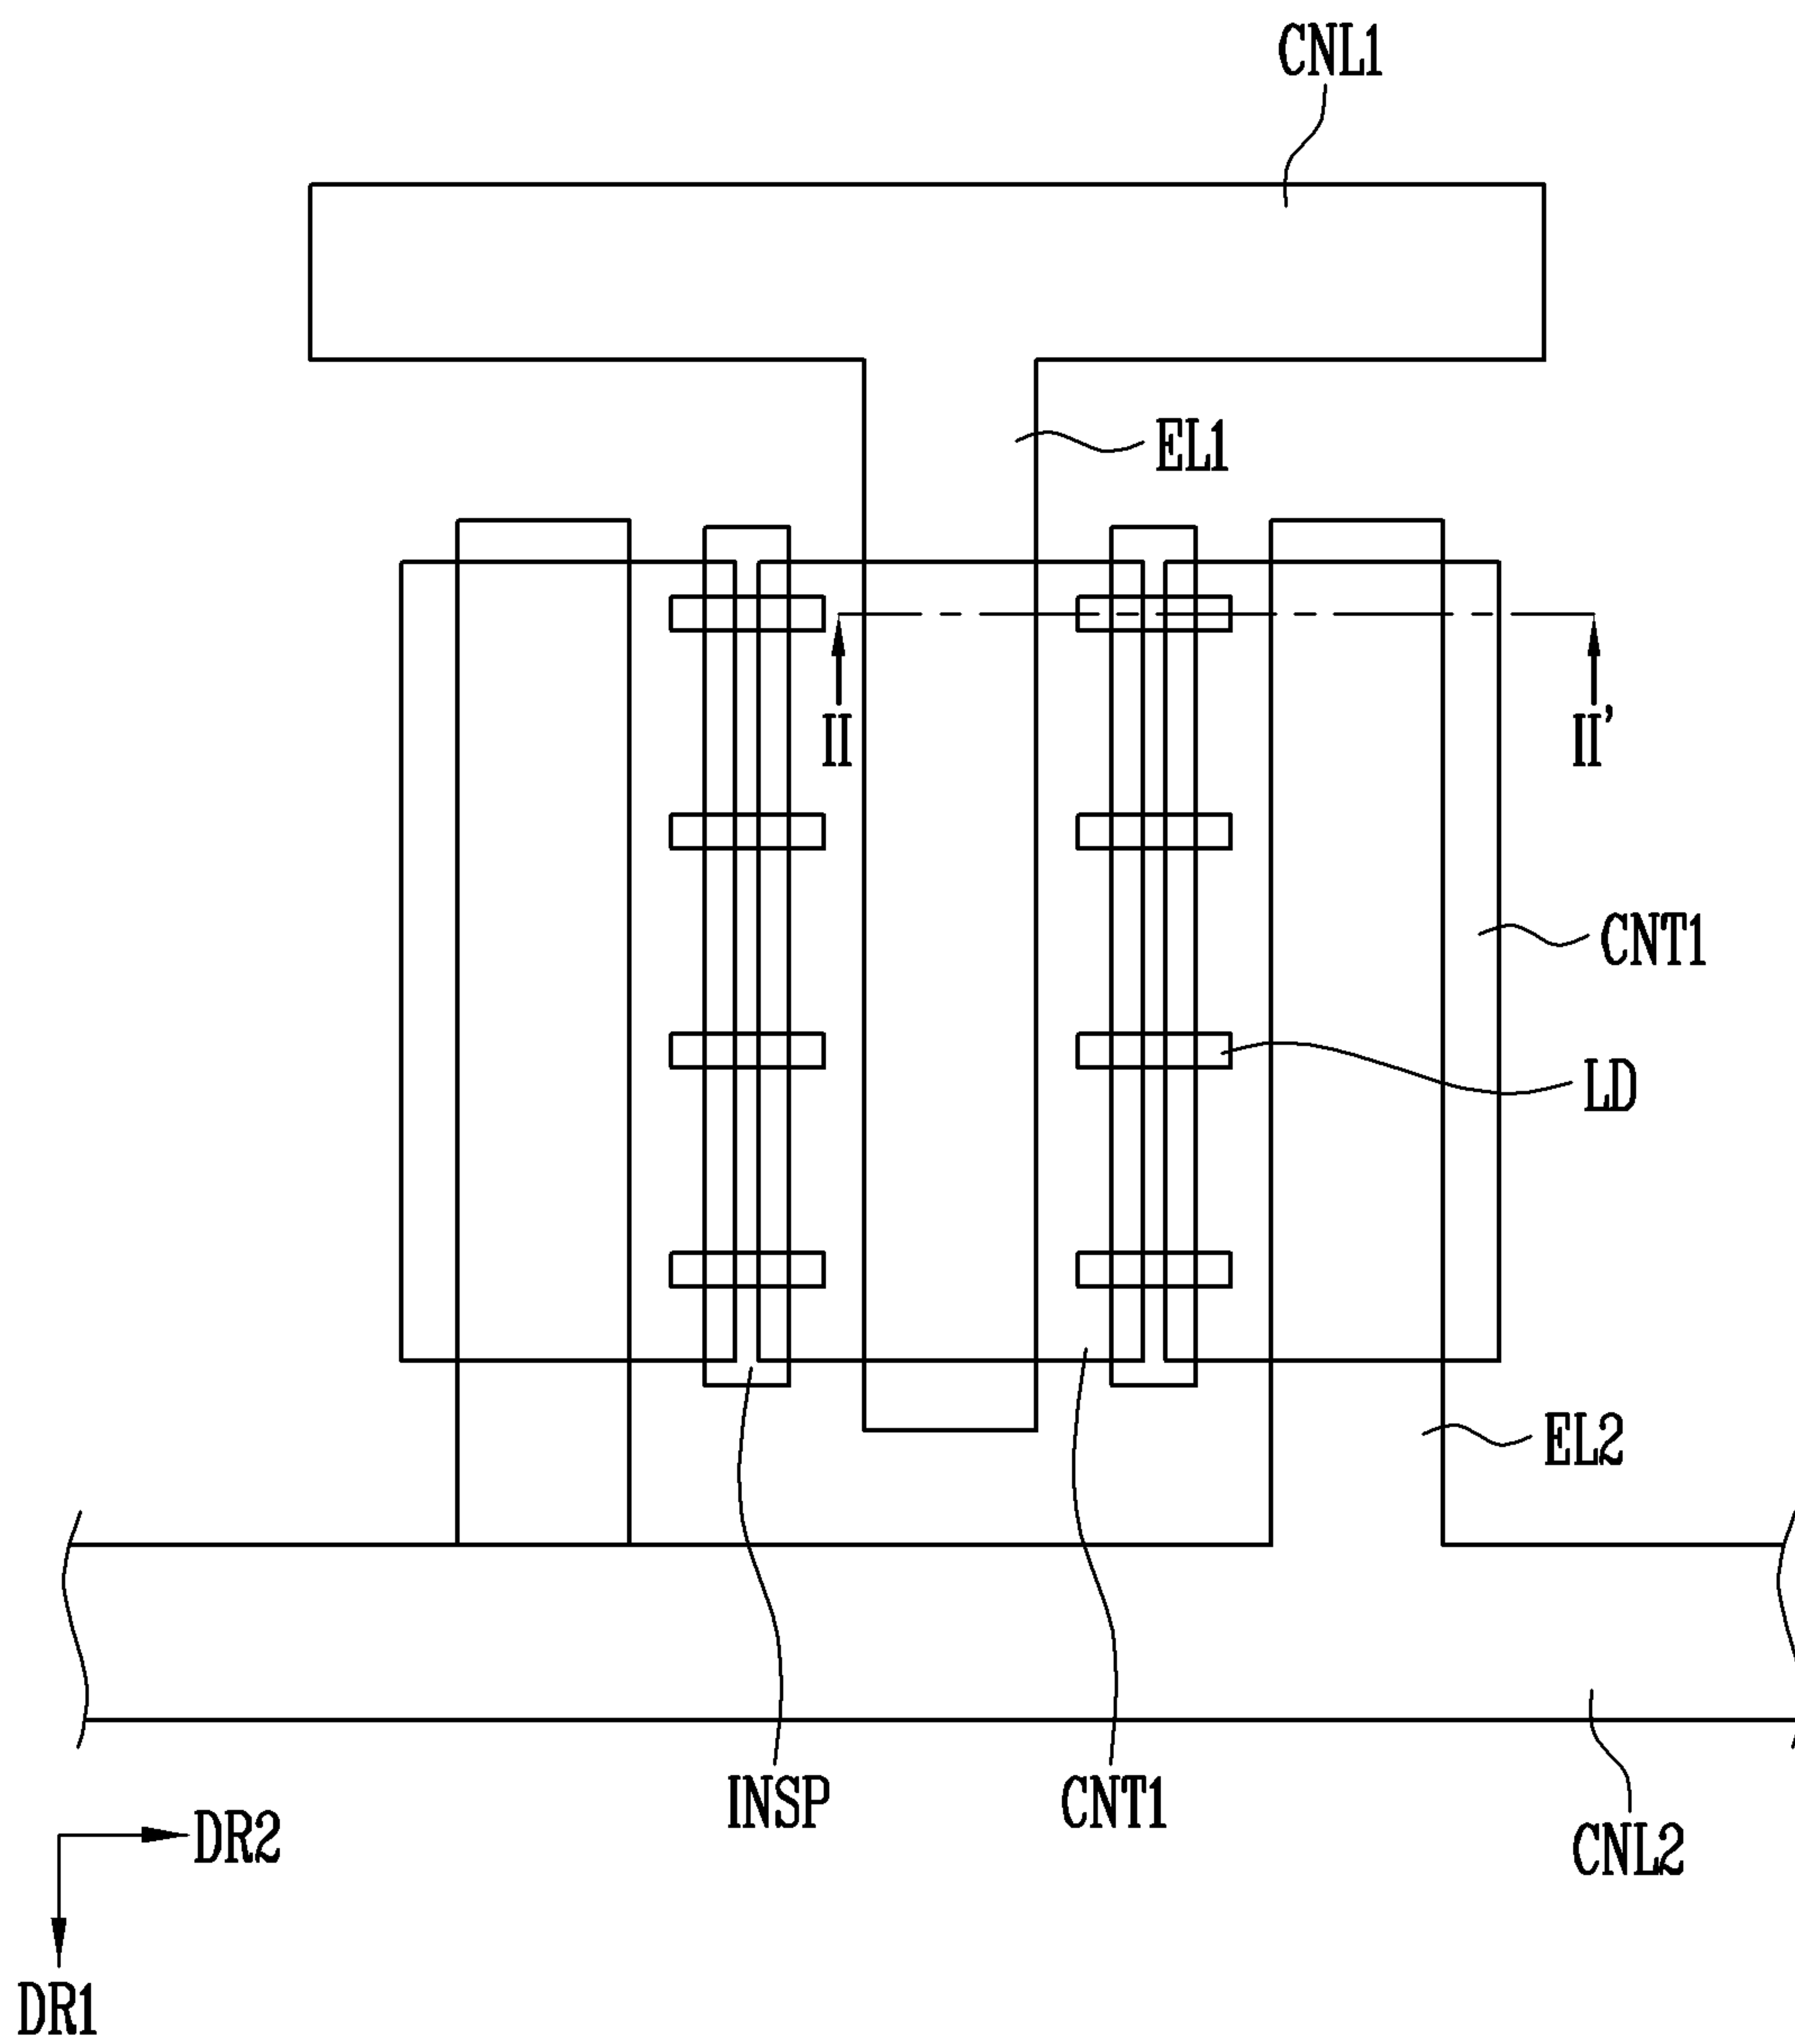 CNL1
EL1
II
II'
CNT1
LD
EL2
INSP
CNT1
CNL2
DR2
DR1